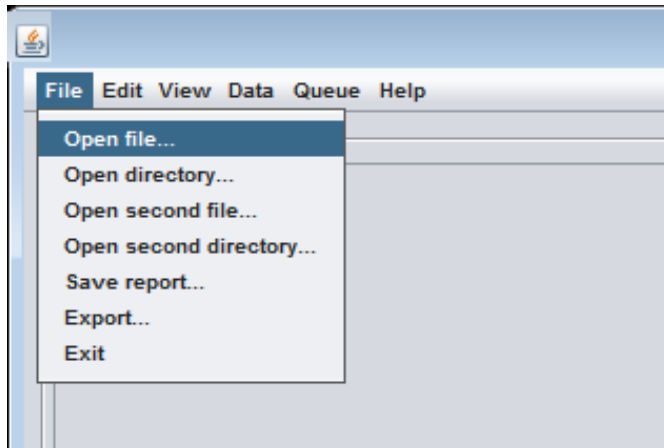 File Edit View Data Queue Help
Open file...
Open directory...
Open second file...
Open second directory...
Save report...
Export...
Exit